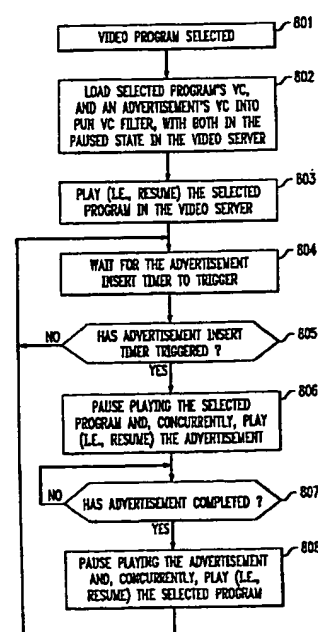 801
VIDEO PROGRAM SELECTED
802
LOAD SELECTED PROGRAM'S VC,
AND AN ADVERTISEMENT'S VC INTO
PUN VC FILTER, WITH BOTH IN THE
PAUSED STATE IN THE VIDEO SERVER
803
PLAY (I.E., RESUME) THE SELECTED
PROGRAM IN THE VIDEO SERVER
804
WAIT FOR THE ADVERTISEMENT
INSERT TIMER TO TRIGGER
805
NO
HAS ADVERTISEMENT INSERT
TIMER TRIGGERED ?
YES
806
PAUSE PLAYING THE SELECTED
PROGRAM AND, CONCURRENTLY, PLAY
(I.E., RESUME) THE ADVERTISEMENT
NO
HAS ADVERTISEMENT COMPLETED ?
807
YES
808
PAUSE PLAYING THE ADVERTISEMENT
AND, CONCURRENTLY, PLAY (I.E.,
RESUME) THE SELECTED PROGRAM